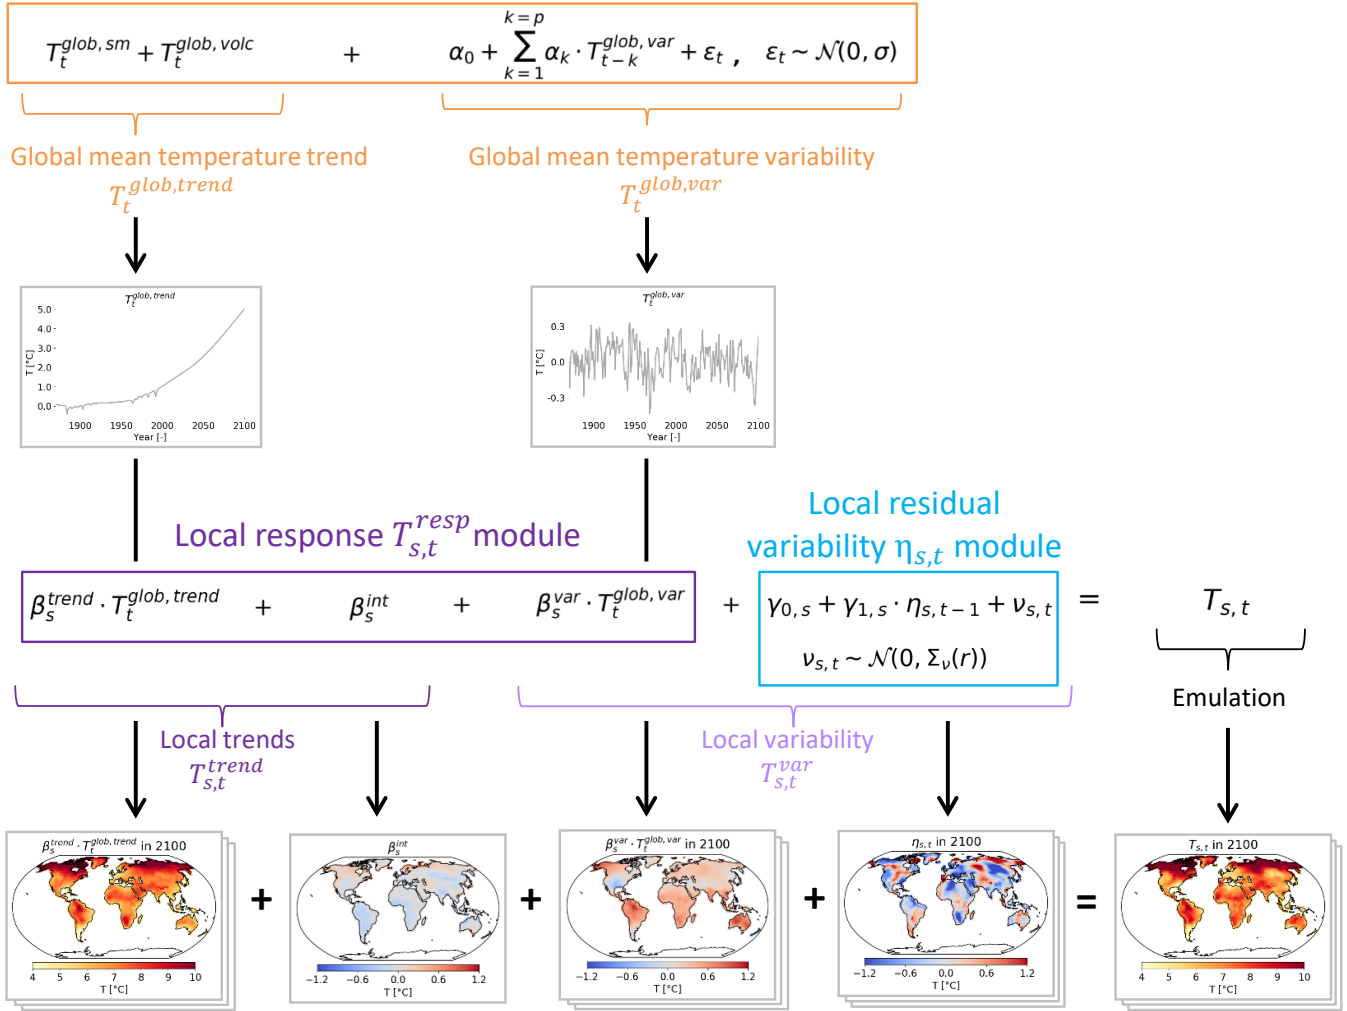 T_t^{glob, sm} + T_t^{glob, volc} + α_0 + ∑_{k=1}^{k=p} α_k · T_{t−k}^{glob, var} + ε_t , ε_t ∼ 𝒩(0, σ)
Global mean temperature trend
T_t^{glob,trend}
Global mean temperature variability
T_t^{glob,var}
T_t^{glob, trend}
5.0
4.0
3.0
2.0
1.0
0.0
T [°C]
1900 1950 2000 2050 2100
Year [-]
T_t^{glob, var}
0.3
0.0
-0.3
T [°C]
1900 1950 2000 2050 2100
Year [-]
Local response T_{s,t}^{resp} module
Local residual
variability η_{s,t} module
β_s^{trend} · T_t^{glob, trend} + β_s^{int} + β_s^{var} · T_t^{glob, var} + γ_{0, s} + γ_{1, s} · η_{s, t−1} + ν_{s, t} = T_{s, t}
ν_{s, t} ∼ 𝒩(0, Σ_ν(r))
Local trends
T_{s,t}^{trend}
Local variability
T_{s,t}^{var}
Emulation
β_s^{trend} · T_t^{glob, trend} in 2100
4 5 6 7 8 9 10
T [°C]
+
β_s^{int}
−1.2 −0.6 0.0 0.6 1.2
T [°C]
+
β_s^{var} · T_t^{glob, var} in 2100
−1.2 −0.6 0.0 0.6 1.2
T [°C]
+
η_{s, t} in 2100
−1.2 −0.6 0.0 0.6 1.2
T [°C]
=
T_{s, t} in 2100
4 5 6 7 8 9 10
T [°C]